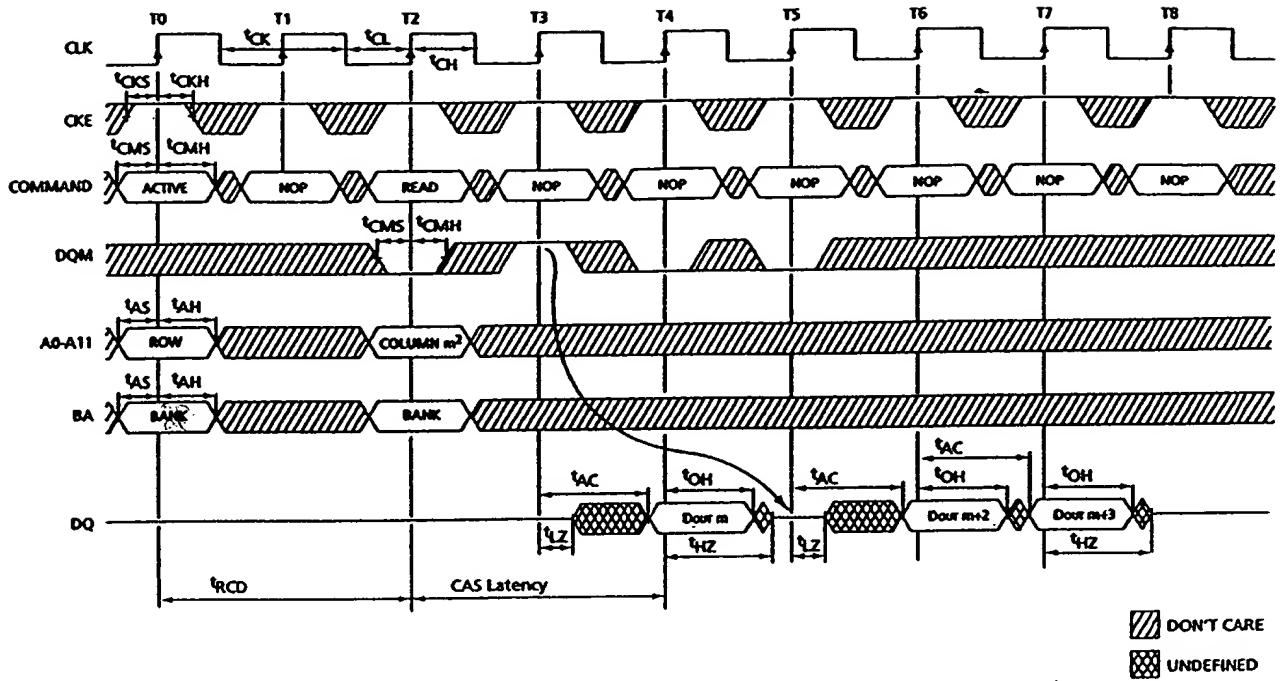 T0 T1 T2 T3 T4 T5 T6 T7 T8
CLK tCK tCL tCH
tCKS tCKH
CKE
tCMS tCMH
COMMAND ACTIVE NOP READ NOP NOP NOP NOP NOP NOP
tCMS tCMH
DQM
tAS tAH
A0-A11 ROW COLUMN m²
tAS tAH
BA BANK BANK
tAC tOH tAC tAC tOH tOH
DQ DOUT m DOUT m+2 DOUT m+3
tLZ tHZ tLZ tHZ
tRCD CAS Latency
DON'T CARE
UNDEFINED